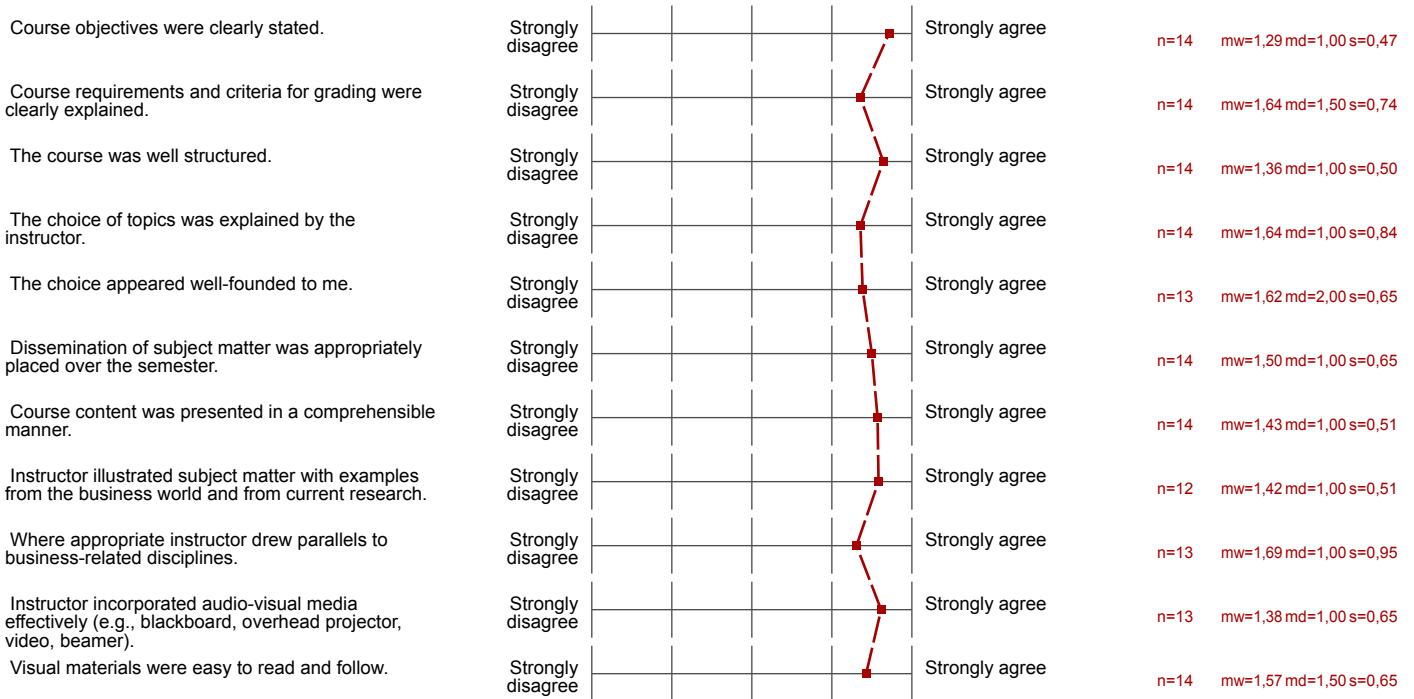 Course objectives were clearly stated.
Strongly
disagree
Strongly agree
n=14 mw=1,29 md=1,00 s=0,47
Course requirements and criteria for grading were
clearly explained.
Strongly
disagree
Strongly agree
n=14 mw=1,64 md=1,50 s=0,74
The course was well structured.
Strongly
disagree
Strongly agree
n=14 mw=1,36 md=1,00 s=0,50
The choice of topics was explained by the
instructor.
Strongly
disagree
Strongly agree
n=14 mw=1,64 md=1,00 s=0,84
The choice appeared well-founded to me.
Strongly
disagree
Strongly agree
n=13 mw=1,62 md=2,00 s=0,65
Dissemination of subject matter was appropriately
placed over the semester.
Strongly
disagree
Strongly agree
n=14 mw=1,50 md=1,00 s=0,65
Course content was presented in a comprehensible
manner.
Strongly
disagree
Strongly agree
n=14 mw=1,43 md=1,00 s=0,51
Instructor illustrated subject matter with examples
from the business world and from current research.
Strongly
disagree
Strongly agree
n=12 mw=1,42 md=1,00 s=0,51
Where appropriate instructor drew parallels to
business-related disciplines.
Strongly
disagree
Strongly agree
n=13 mw=1,69 md=1,00 s=0,95
Instructor incorporated audio-visual media
effectively (e.g., blackboard, overhead projector,
video, beamer).
Strongly
disagree
Strongly agree
n=13 mw=1,38 md=1,00 s=0,65
Visual materials were easy to read and follow.
Strongly
disagree
Strongly agree
n=14 mw=1,57 md=1,50 s=0,65